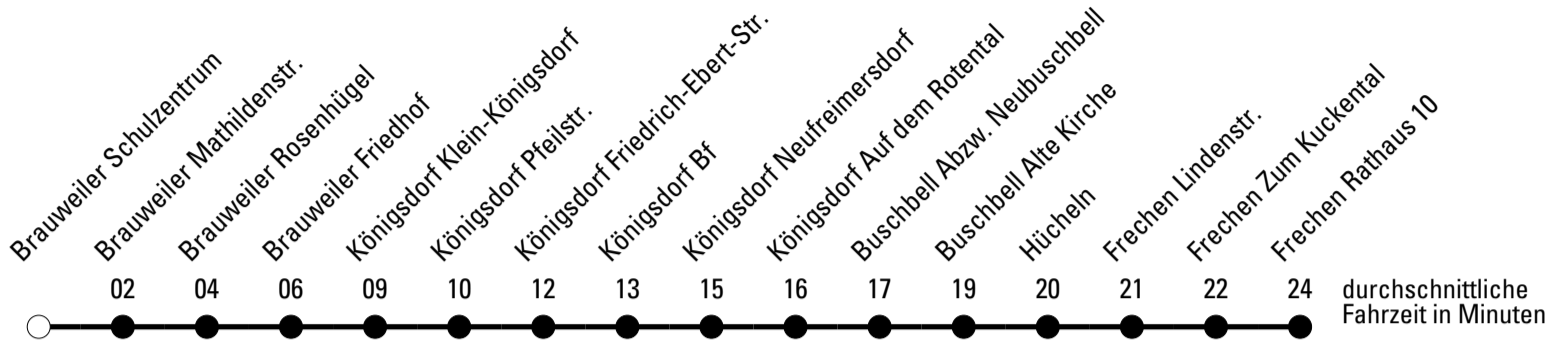 Brauweiler Schulzentrum
Brauweiler Mathildenstr.
Brauweiler Rosenhügel
Brauweiler Friedhof
Königsdorf Klein-Königsdorf
Königsdorf Pfeilstr.
Königsdorf Friedrich-Ebert-Str.
Königsdorf Bf
Königsdorf Neufreimersdorf
Königsdorf Auf dem Rotental
Buschbell Abzw. Neubuschbell
Buschbell Alte Kirche
Hücheln
Frechen Lindenstr.
Frechen Zum Kuckental
Frechen Rathaus 10
02 04 06 09 10 12 13 15 16 17 19 20 21 22 24
durchschnittliche
Fahrzeit in Minuten